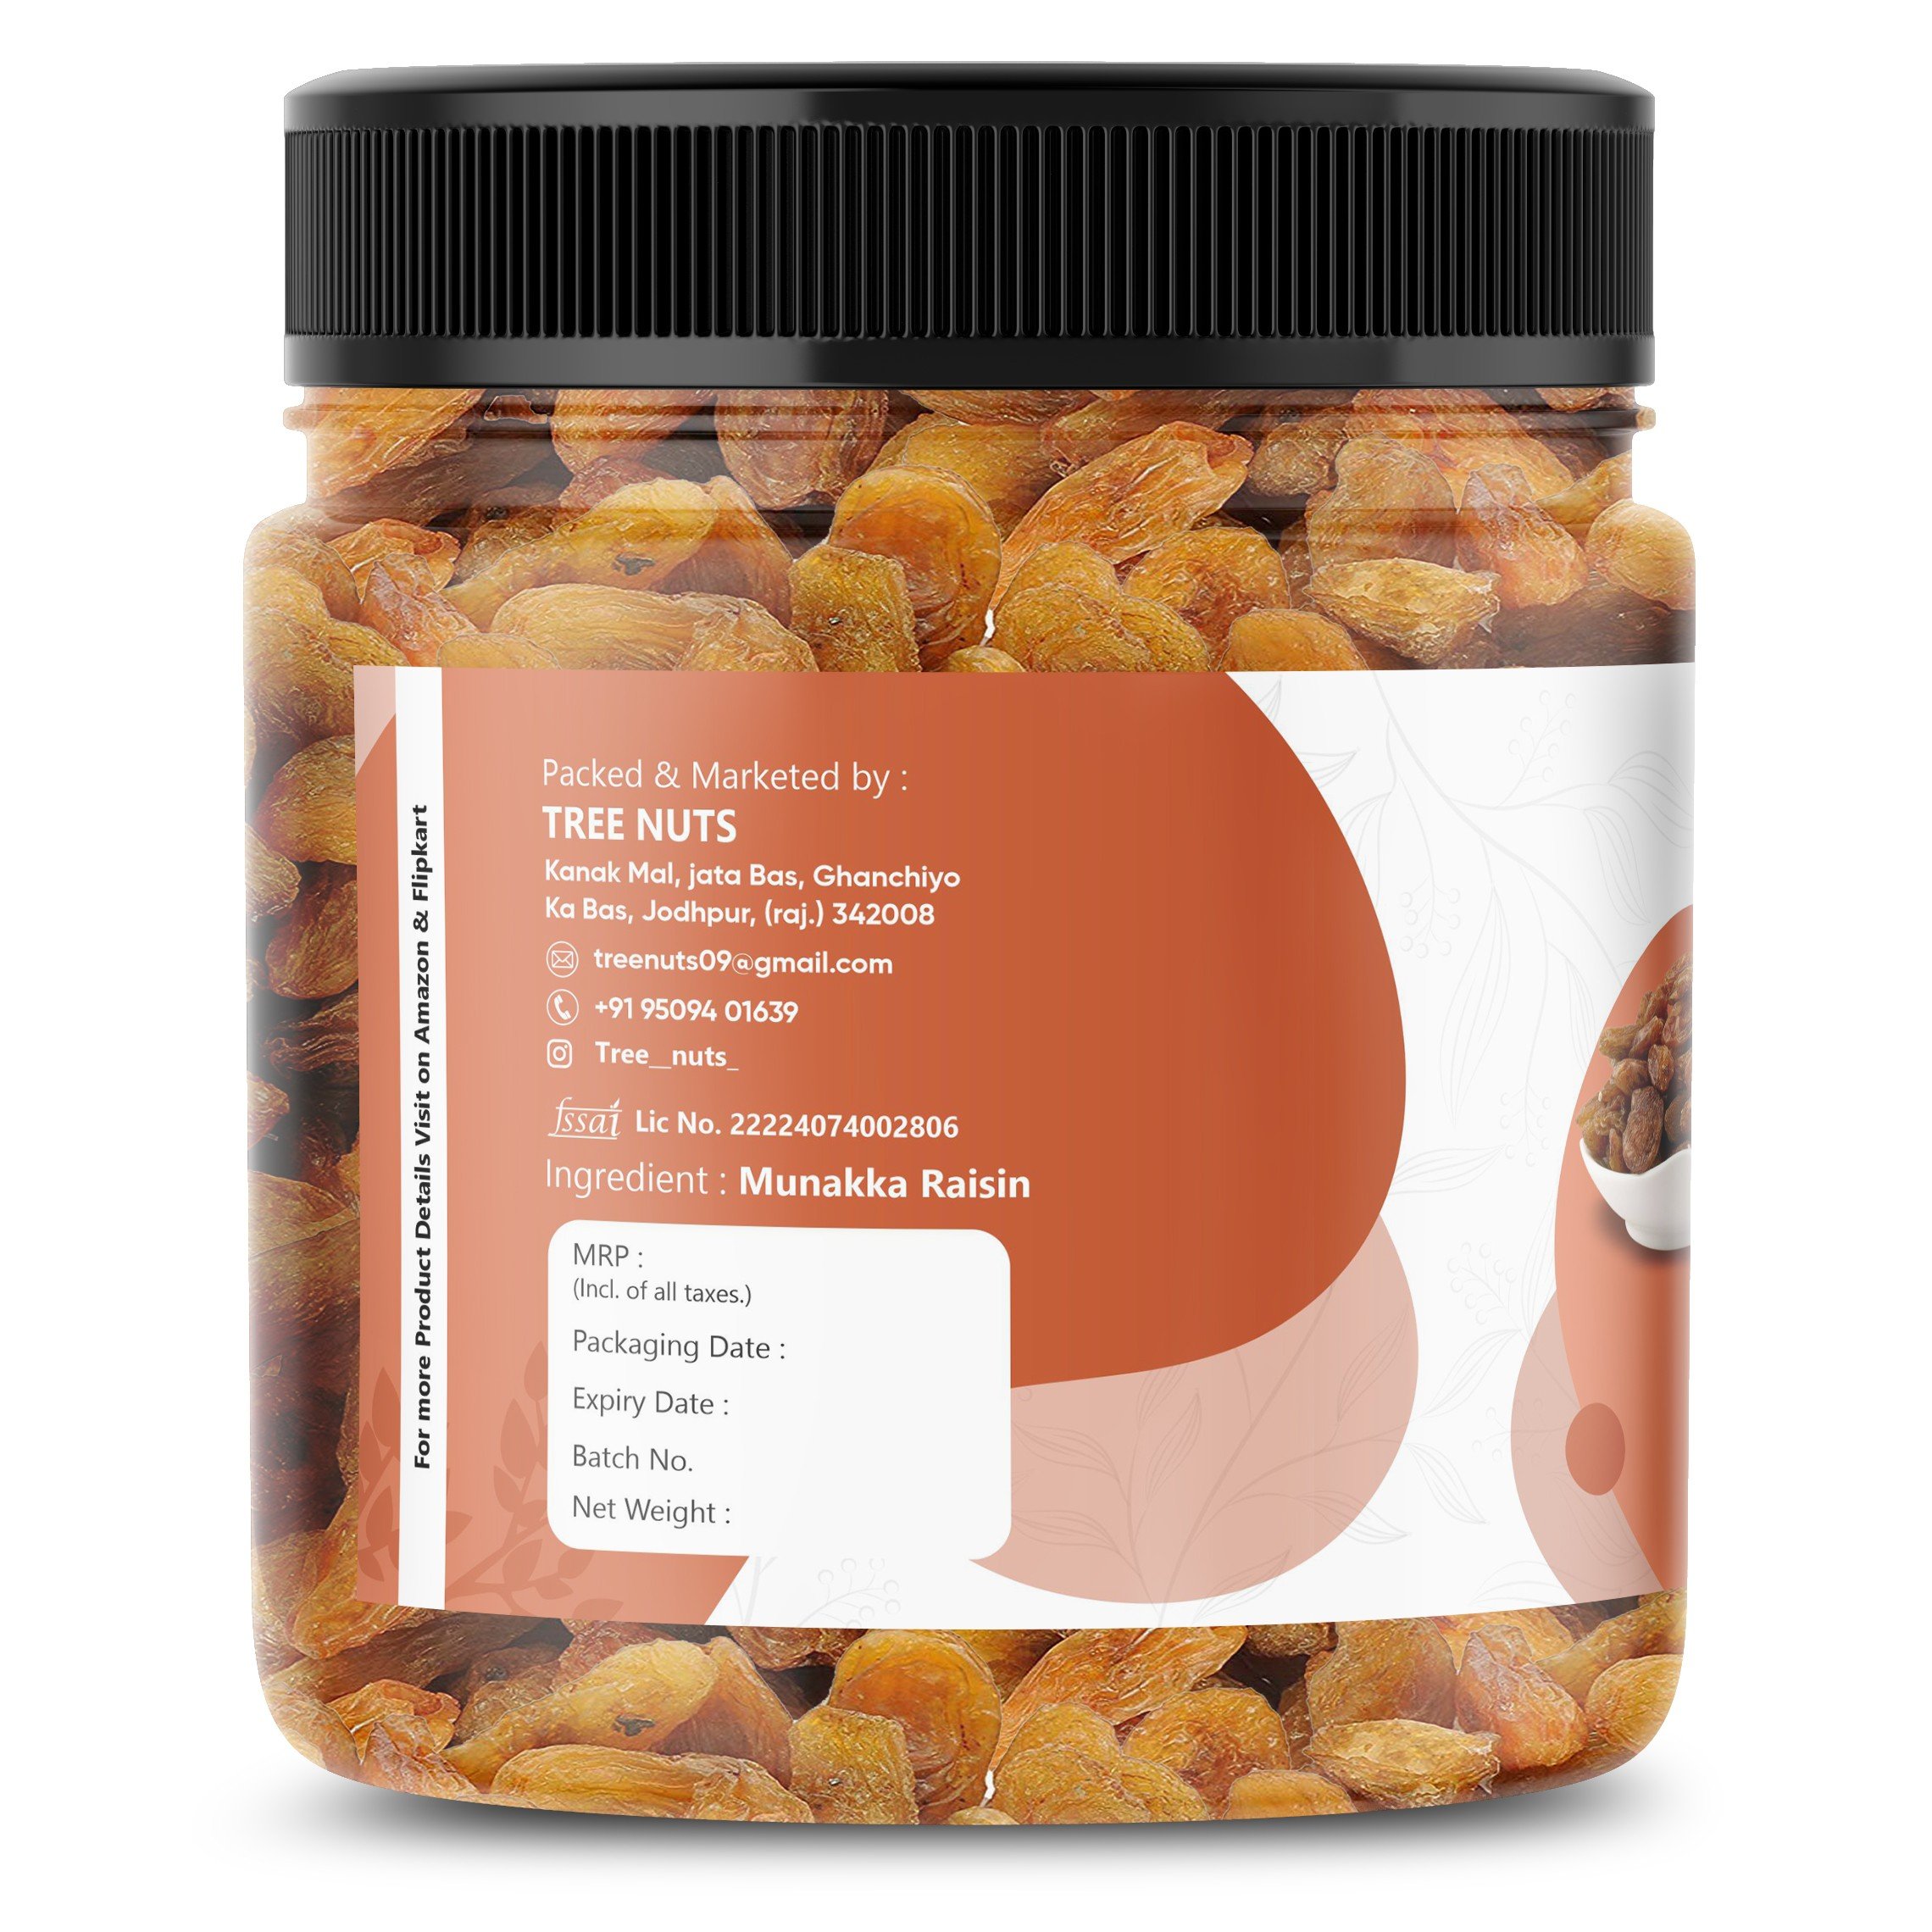 For more Product Details Visit on Amazon & Flipkart
Packed & Marketed by :
TREE NUTS
Kanak Mal, jata Bas, Ghanchiyo
Ka Bas, Jodhpur, (raj.) 342008
treenuts09@gmail.com
+91 95094 01639
Tree__nuts_
fssai Lic No. 22224074002806
Ingredient : Munakka Raisin
MRP :
(Incl. of all taxes.)
Packaging Date :
Expiry Date :
Batch No.
Net Weight :